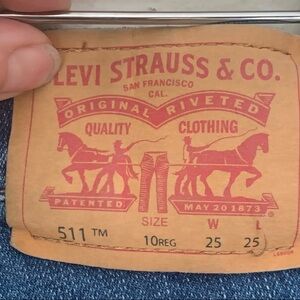 LEVI STRAUSS & CO.
SAN FRANCISCO
CAL.
ORIGINAL RIVETED
QUALITY CLOTHING
PATENTED MAY 20 1873
SIZE W L
511™ 10REG 25 25